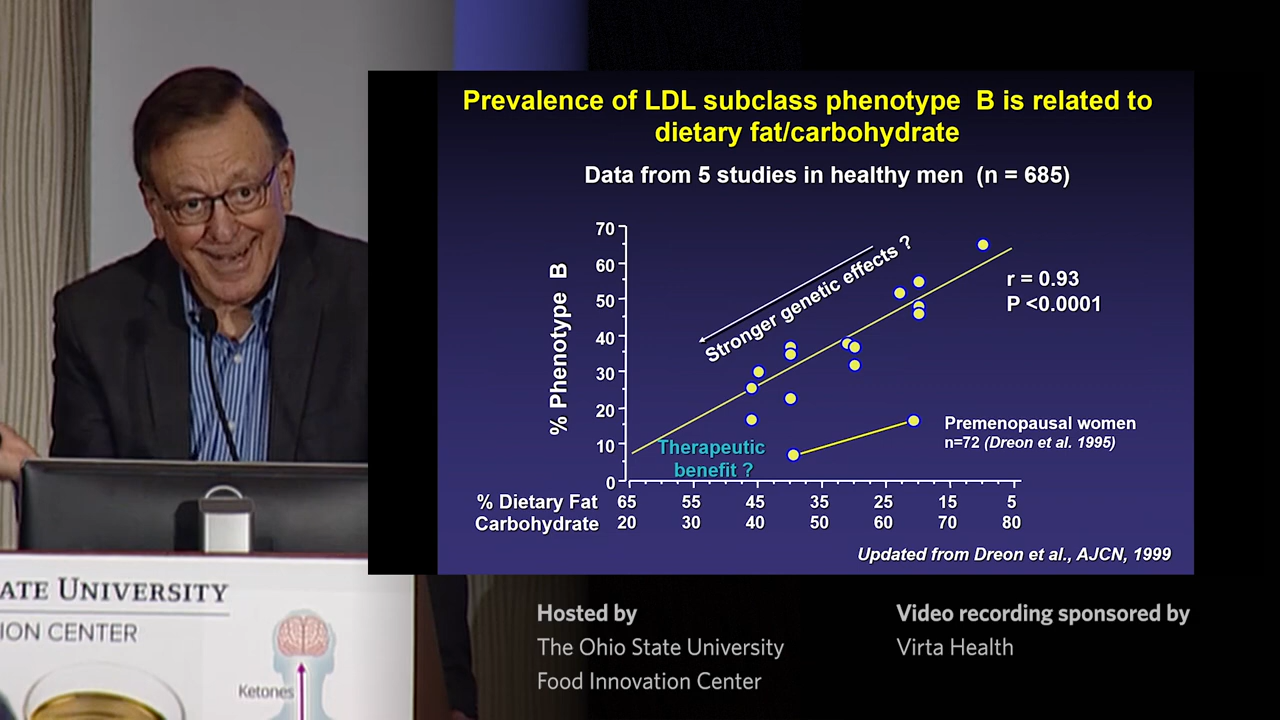 Prevalence of LDL subclass phenotype B is related to
dietary fat/carbohydrate
Data from 5 studies in healthy men (n = 685)
% Phenotype B
70
60
50
40
30
20
10
0
Stronger genetic effects ?
r = 0.93
P <0.0001
Premenopausal women
n=72 (Dreon et al. 1995)
Therapeutic
benefit ?
% Dietary Fat 65 55 45 35 25 15 5
Carbohydrate 20 30 40 50 60 70 80
Updated from Dreon et al., AJCN, 1999
ATE UNIVERSITY
ION CENTER
Ketones
Hosted by
The Ohio State University
Food Innovation Center
Video recording sponsored by
Virta Health